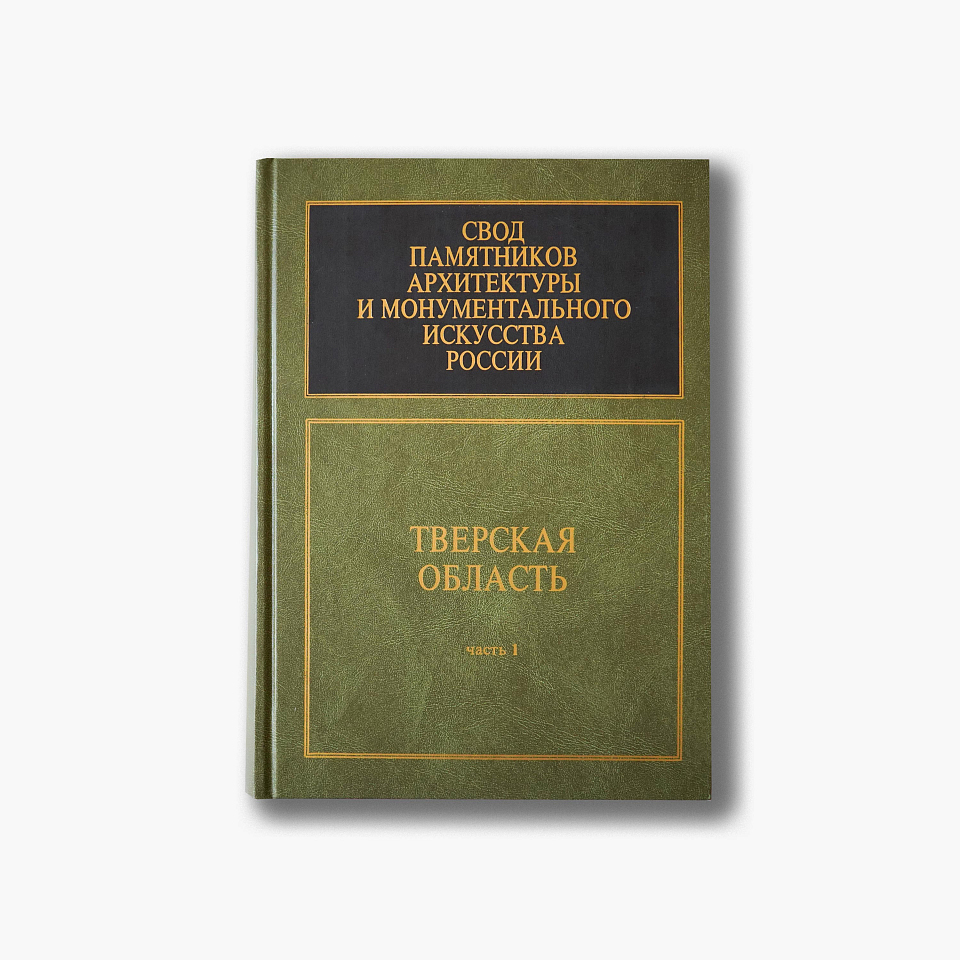 СВОД
ПАМЯТНИКОВ
АРХИТЕКТУРЫ
И МОНУМЕНТАЛЬНОГО
ИСКУССТВА
РОССИИ
ТВЕРСКАЯ
ОБЛАСТЬ
часть 1